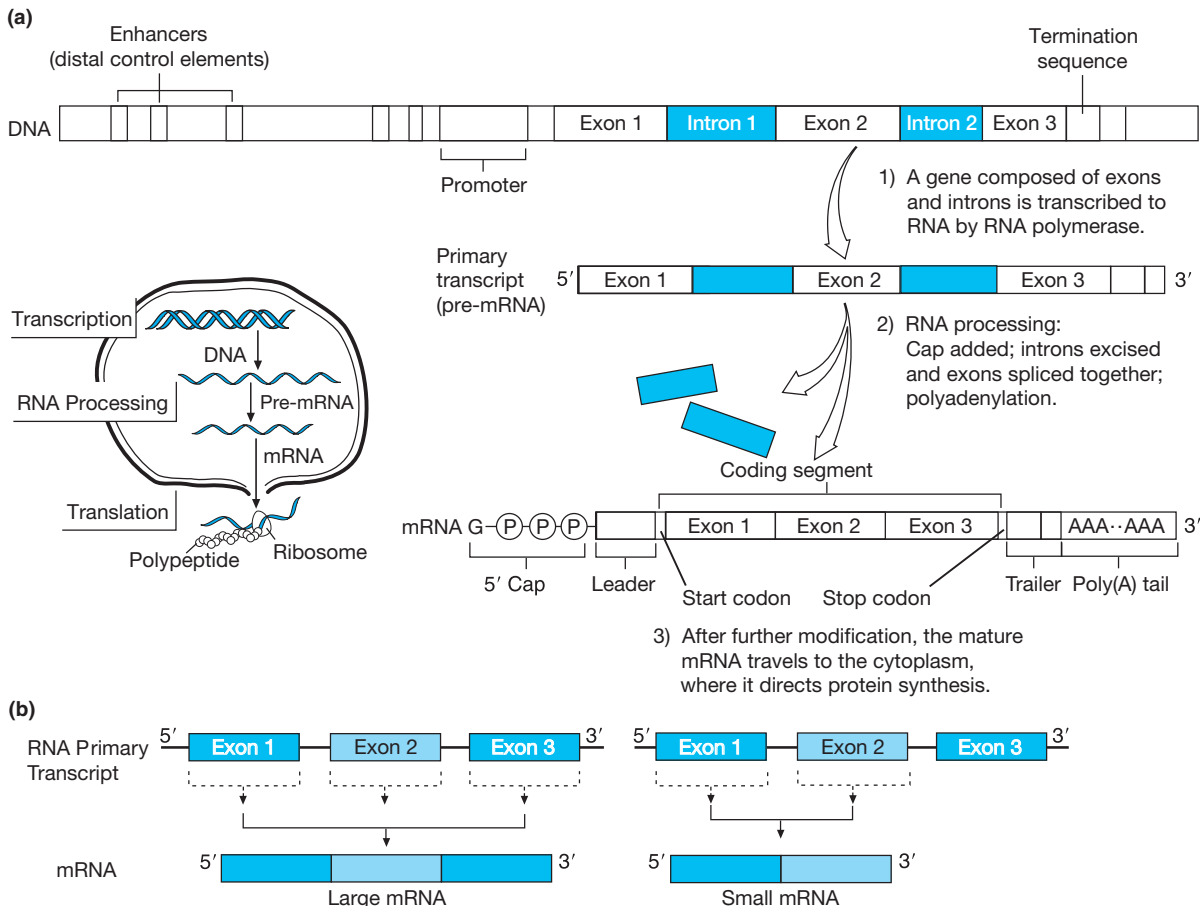 (a)
Enhancers
(distal control elements)
Termination
sequence
DNA
Exon 1
Intron 1
Exon 2
Intron 2
Exon 3
Promoter
1) A gene composed of exons
and introns is transcribed to
RNA by RNA polymerase.
Primary
transcript
(pre-mRNA)
5′
Exon 1
Exon 2
Exon 3
3′
Transcription
DNA
RNA Processing
Pre-mRNA
mRNA
Translation
Polypeptide
Ribosome
2) RNA processing:
Cap added; introns excised
and exons spliced together;
polyadenylation.
Coding segment
mRNA G P P P
Exon 1
Exon 2
Exon 3
AAA··AAA
3′
5′ Cap
Leader
Start codon
Stop codon
Trailer
Poly(A) tail
3) After further modification, the mature
mRNA travels to the cytoplasm,
where it directs protein synthesis.
(b)
RNA Primary
Transcript
5′
Exon 1
Exon 2
Exon 3
3′
5′
Exon 1
Exon 2
Exon 3
3′
mRNA
5′
3′
Large mRNA
5′
3′
Small mRNA